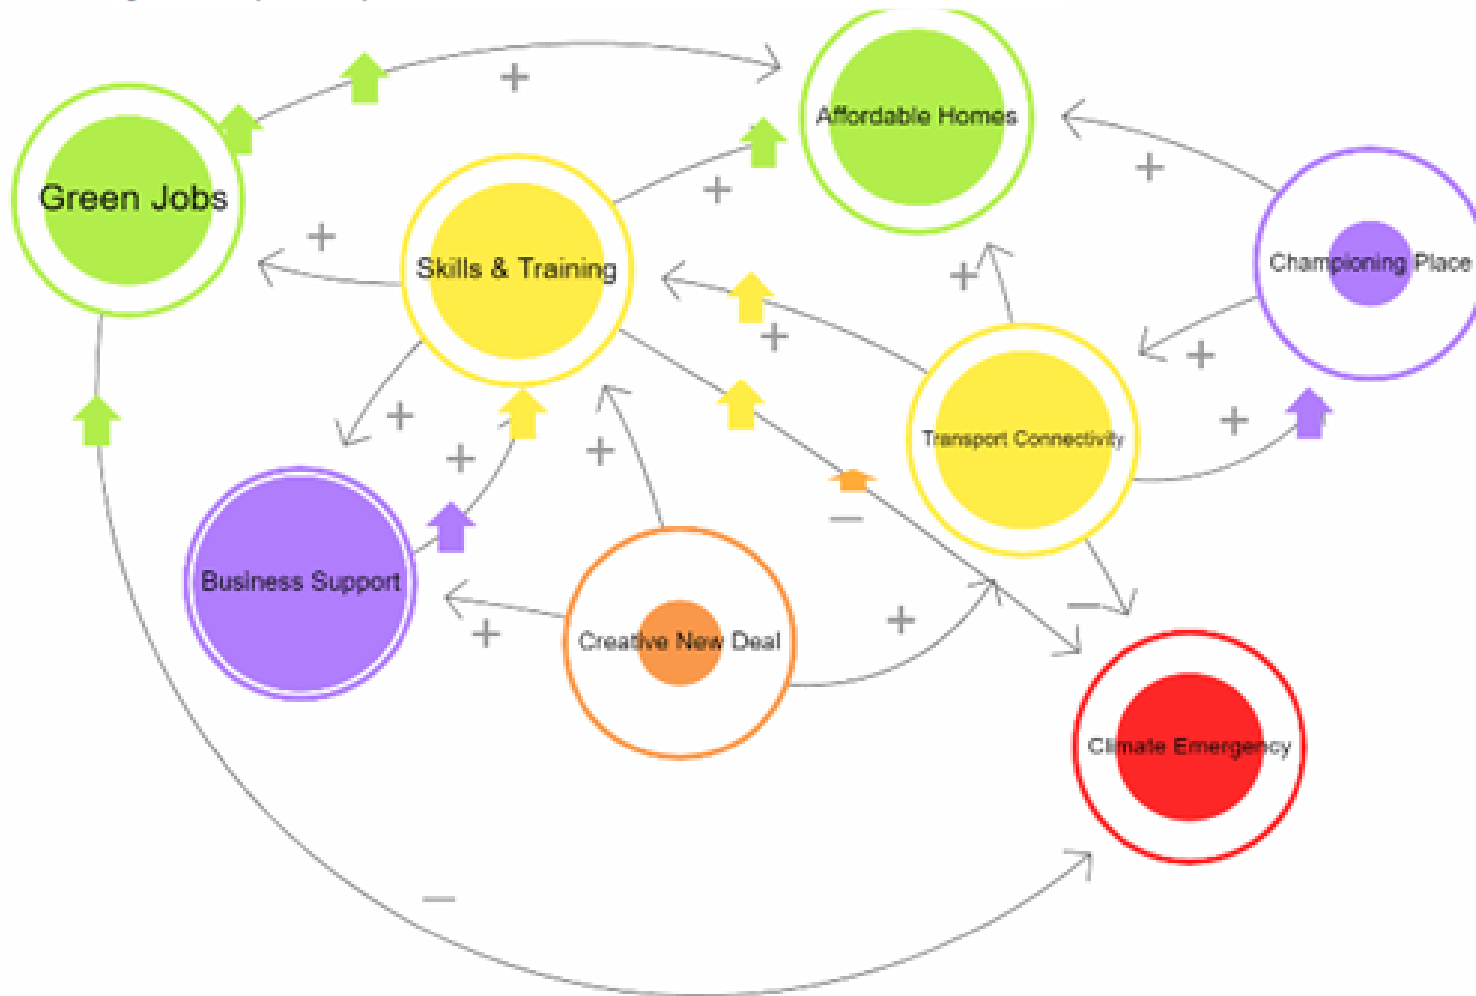 Affordable Homes
Green Jobs
+
+
+
+
Skills & Training
Championing Place
+
+
+
+
+
Transport Connectivity
+
+
–
Business Support
–
+
+
Creative New Deal
Climate Emergency
–